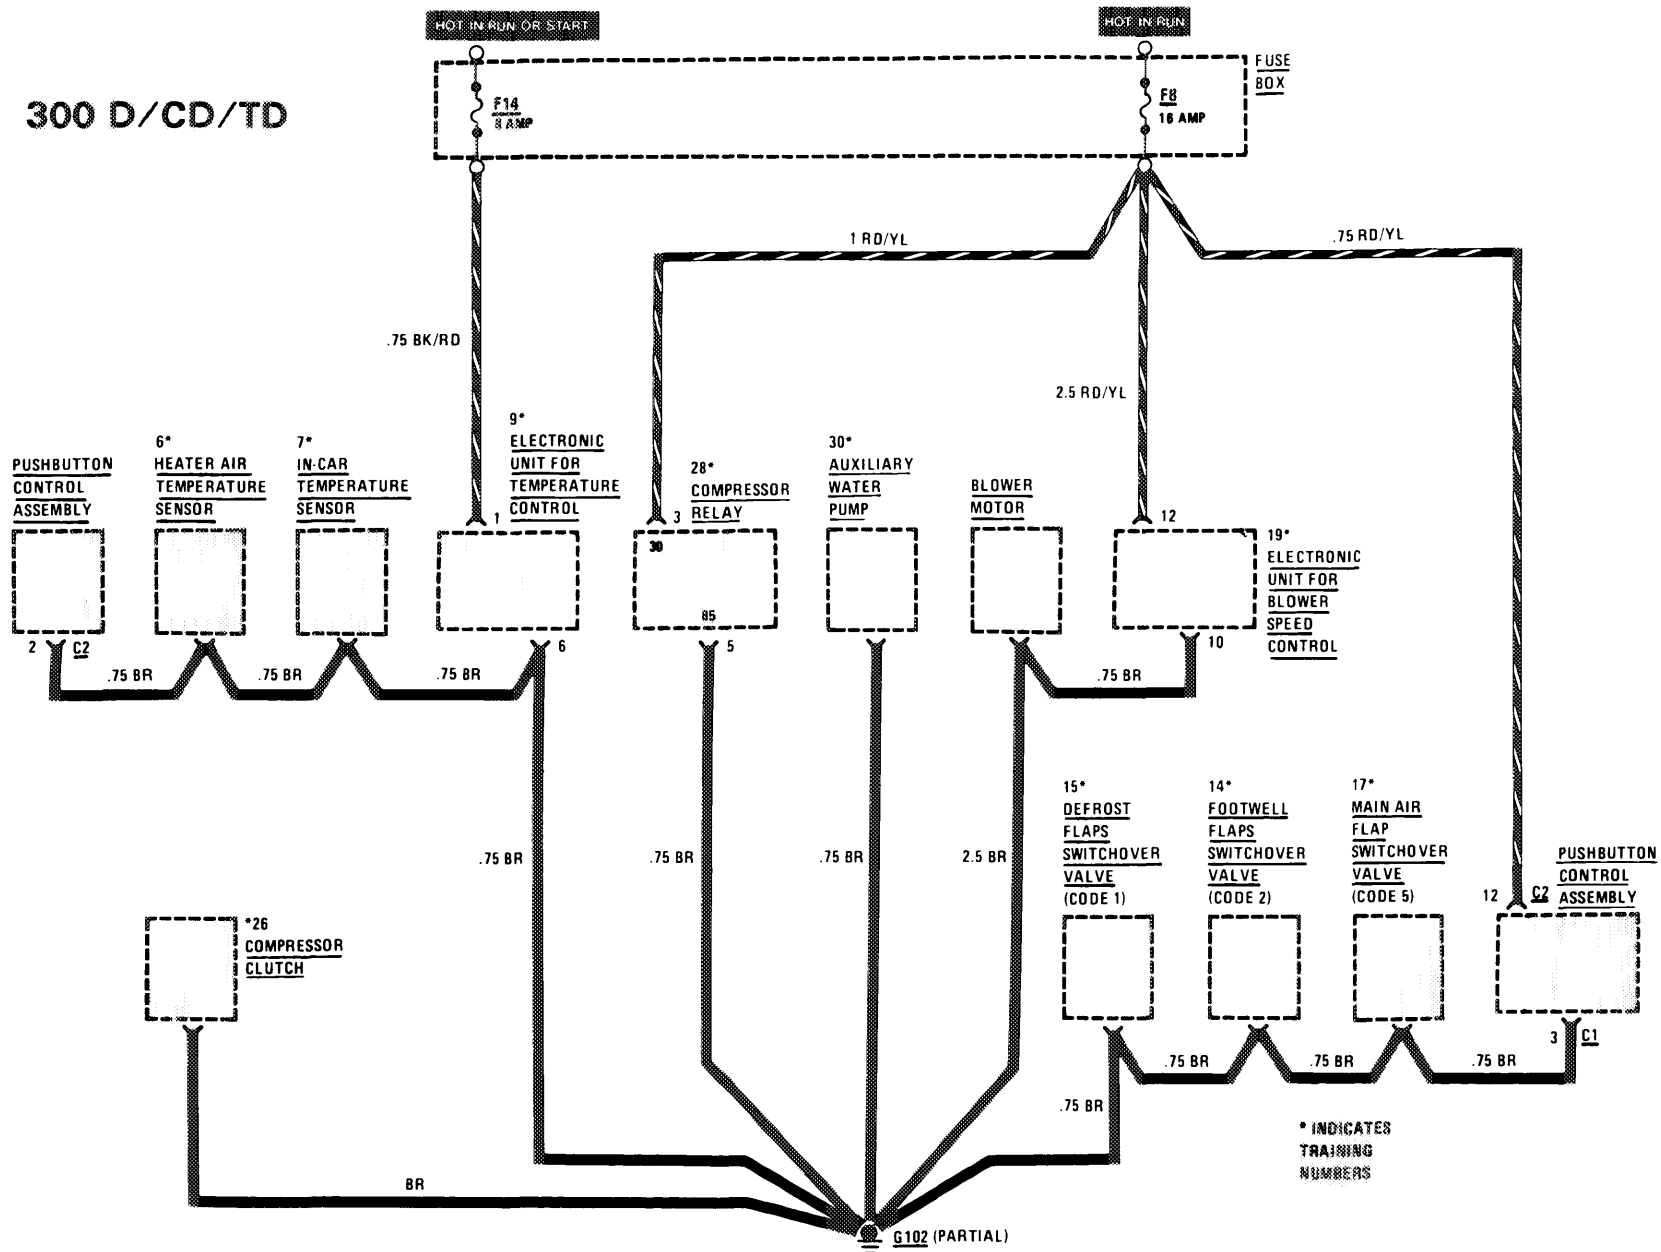 HOT IN RUN OR START
HOT IN RUN
FUSE
BOX
300 D/CD/TD
F14
8 AMP
F8
16 AMP
1 RD/YL
.75 RD/YL
.75 BK/RD
2.5 RD/YL
PUSHBUTTON
CONTROL
ASSEMBLY
6*
HEATER AIR
TEMPERATURE
SENSOR
7*
IN-CAR
TEMPERATURE
SENSOR
9*
ELECTRONIC
UNIT FOR
TEMPERATURE
CONTROL
1
28*
COMPRESSOR
RELAY
3
30
85
30*
AUXILIARY
WATER
PUMP
BLOWER
MOTOR
12
19*
ELECTRONIC
UNIT FOR
BLOWER
SPEED
CONTROL
2
C2
6
5
10
.75 BR
.75 BR
.75 BR
.75 BR
.75 BR
.75 BR
.75 BR
2.5 BR
15*
DEFROST
FLAPS
SWITCHOVER
VALVE
(CODE 1)
14*
FOOTWELL
FLAPS
SWITCHOVER
VALVE
(CODE 2)
17*
MAIN AIR
FLAP
SWITCHOVER
VALVE
(CODE 5)
12
C2
PUSHBUTTON
CONTROL
ASSEMBLY
*26
COMPRESSOR
CLUTCH
3
C1
.75 BR
.75 BR
.75 BR
.75 BR
* INDICATES
TRAINING
NUMBERS
BR
G102 (PARTIAL)